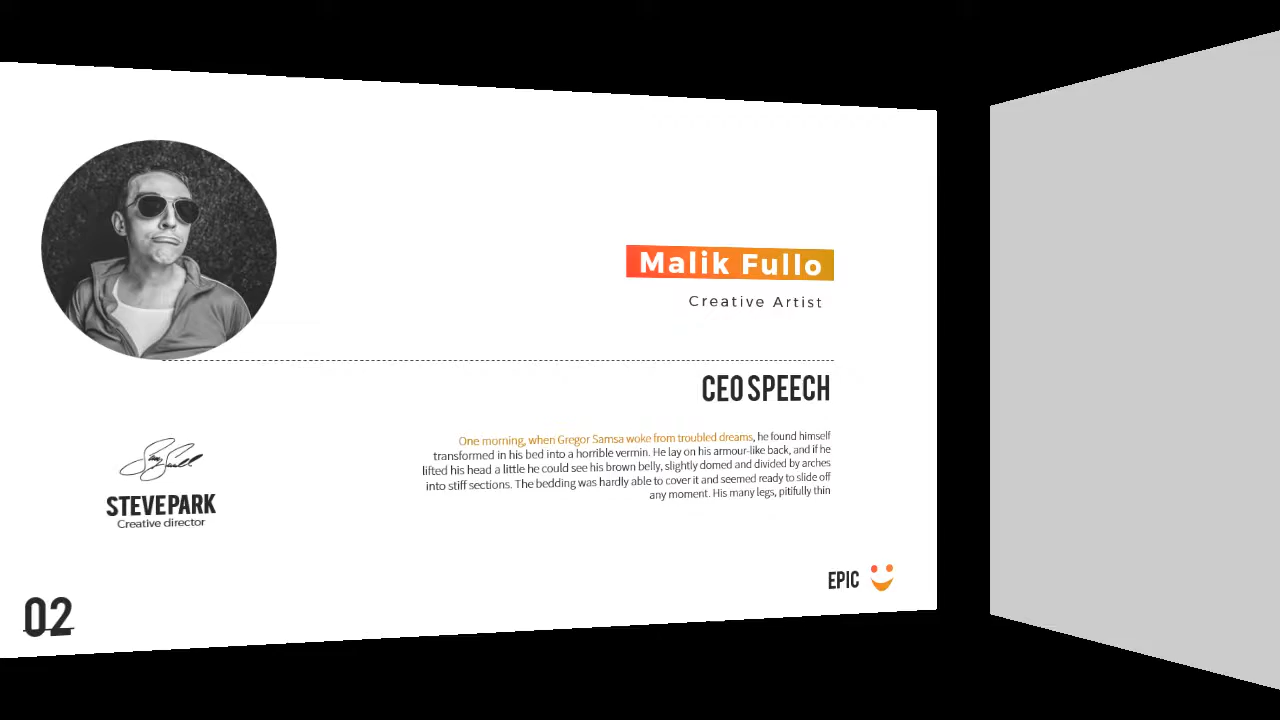 Malik Fullo
Creative Artist
CEO SPEECH
One morning, when Gregor Samsa woke from troubled dreams, he found himself
transformed in his bed into a horrible vermin. He lay on his armour-like back, and if he
lifted his head a little he could see his brown belly, slightly domed and divided by arches
into stiff sections. The bedding was hardly able to cover it and seemed ready to slide off
any moment. His many legs, pitifully thin
STEVE PARK
Creative director
02
EPIC